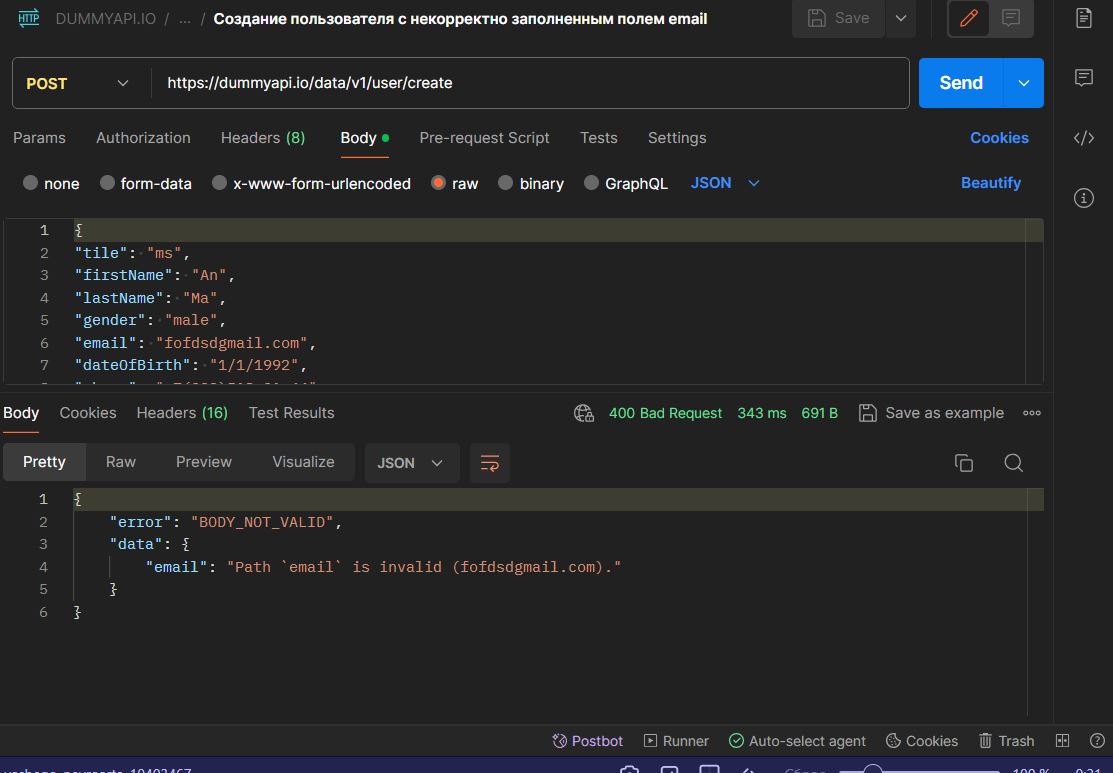 HTTP DUMMYAPI.IO / ... / Создание пользователя с некорректно заполненным полем email Save
POST https://dummyapi.io/data/v1/user/create Send
Params Authorization Headers (8) Body Pre-request Script Tests Settings Cookies
none form-data x-www-form-urlencoded raw binary GraphQL JSON Beautify
1 {
2 "tile": "ms",
3 "firstName": "An",
4 "lastName": "Ma",
5 "gender": "male",
6 "email": "fofdsdgmail.com",
7 "dateOfBirth": "1/1/1992",
Body Cookies Headers (16) Test Results 400 Bad Request 343 ms 691 B Save as example
Pretty Raw Preview Visualize JSON
1 {
2 "error": "BODY_NOT_VALID",
3 "data": {
4 "email": "Path `email` is invalid (fofdsdgmail.com)."
5 }
6 }
Postbot Runner Auto-select agent Cookies Trash
100 % 0:21